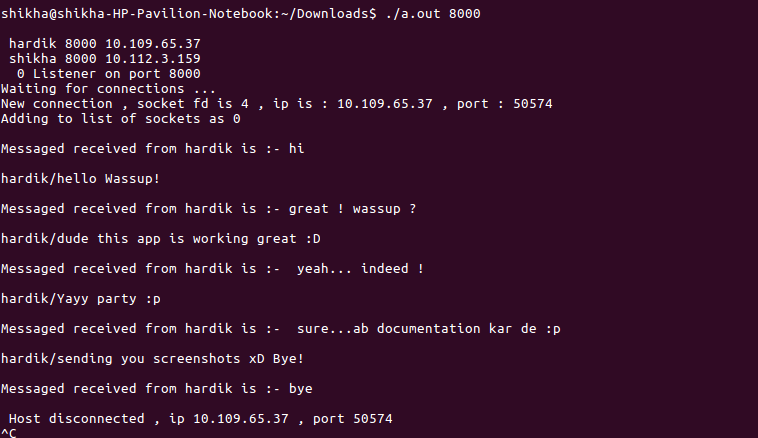 shikha@shikha-HP-Pavilion-Notebook:~/Downloads$ ./a.out 8000
hardik 8000 10.109.65.37
shikha 8000 10.112.3.159
0 Listener on port 8000
Waiting for connections ...
New connection , socket fd is 4 , ip is : 10.109.65.37 , port : 50574
Adding to list of sockets as 0
Messaged received from hardik is :- hi
hardik/hello Wassup!
Messaged received from hardik is :- great ! wassup ?
hardik/dude this app is working great :D
Messaged received from hardik is :-  yeah... indeed !
hardik/Yayy party :p
Messaged received from hardik is :-  sure...ab documentation kar de :p
hardik/sending you screenshots xD Bye!
Messaged received from hardik is :- bye
Host disconnected , ip 10.109.65.37 , port 50574
^C